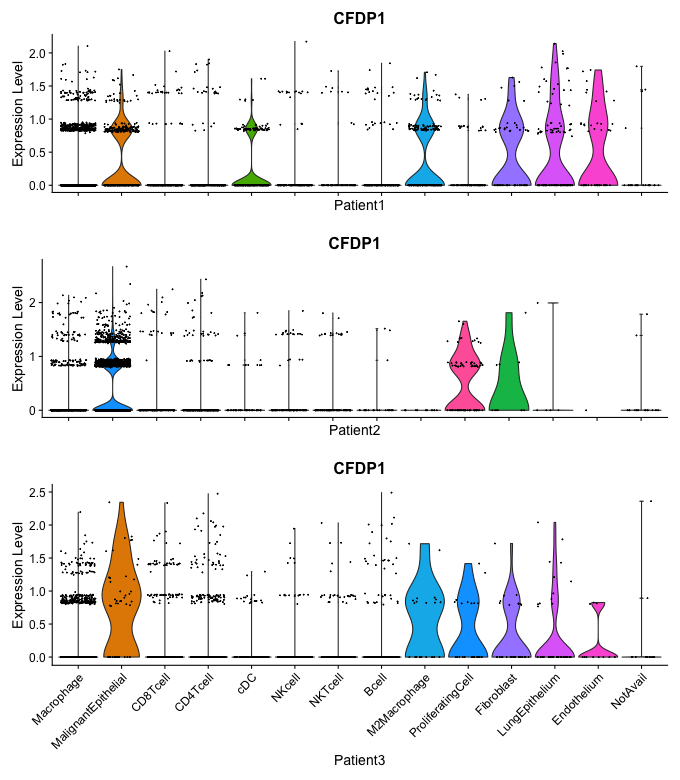 CFDP1
Expression Level
2.0
1.5
1.0
0.5
0.0
Patient1
CFDP1
Expression Level
2
1
0
Patient2
CFDP1
Expression Level
2.5
2.0
1.5
1.0
0.5
0.0
Macrophage
MalignantEpithelial
CD8Tcell
CD4Tcell
cDC
NKcell
NKTcell
Bcell
M2Macrophage
ProliferatingCell
Fibroblast
LungEpithelium
Endothelium
NotAvail
Patient3